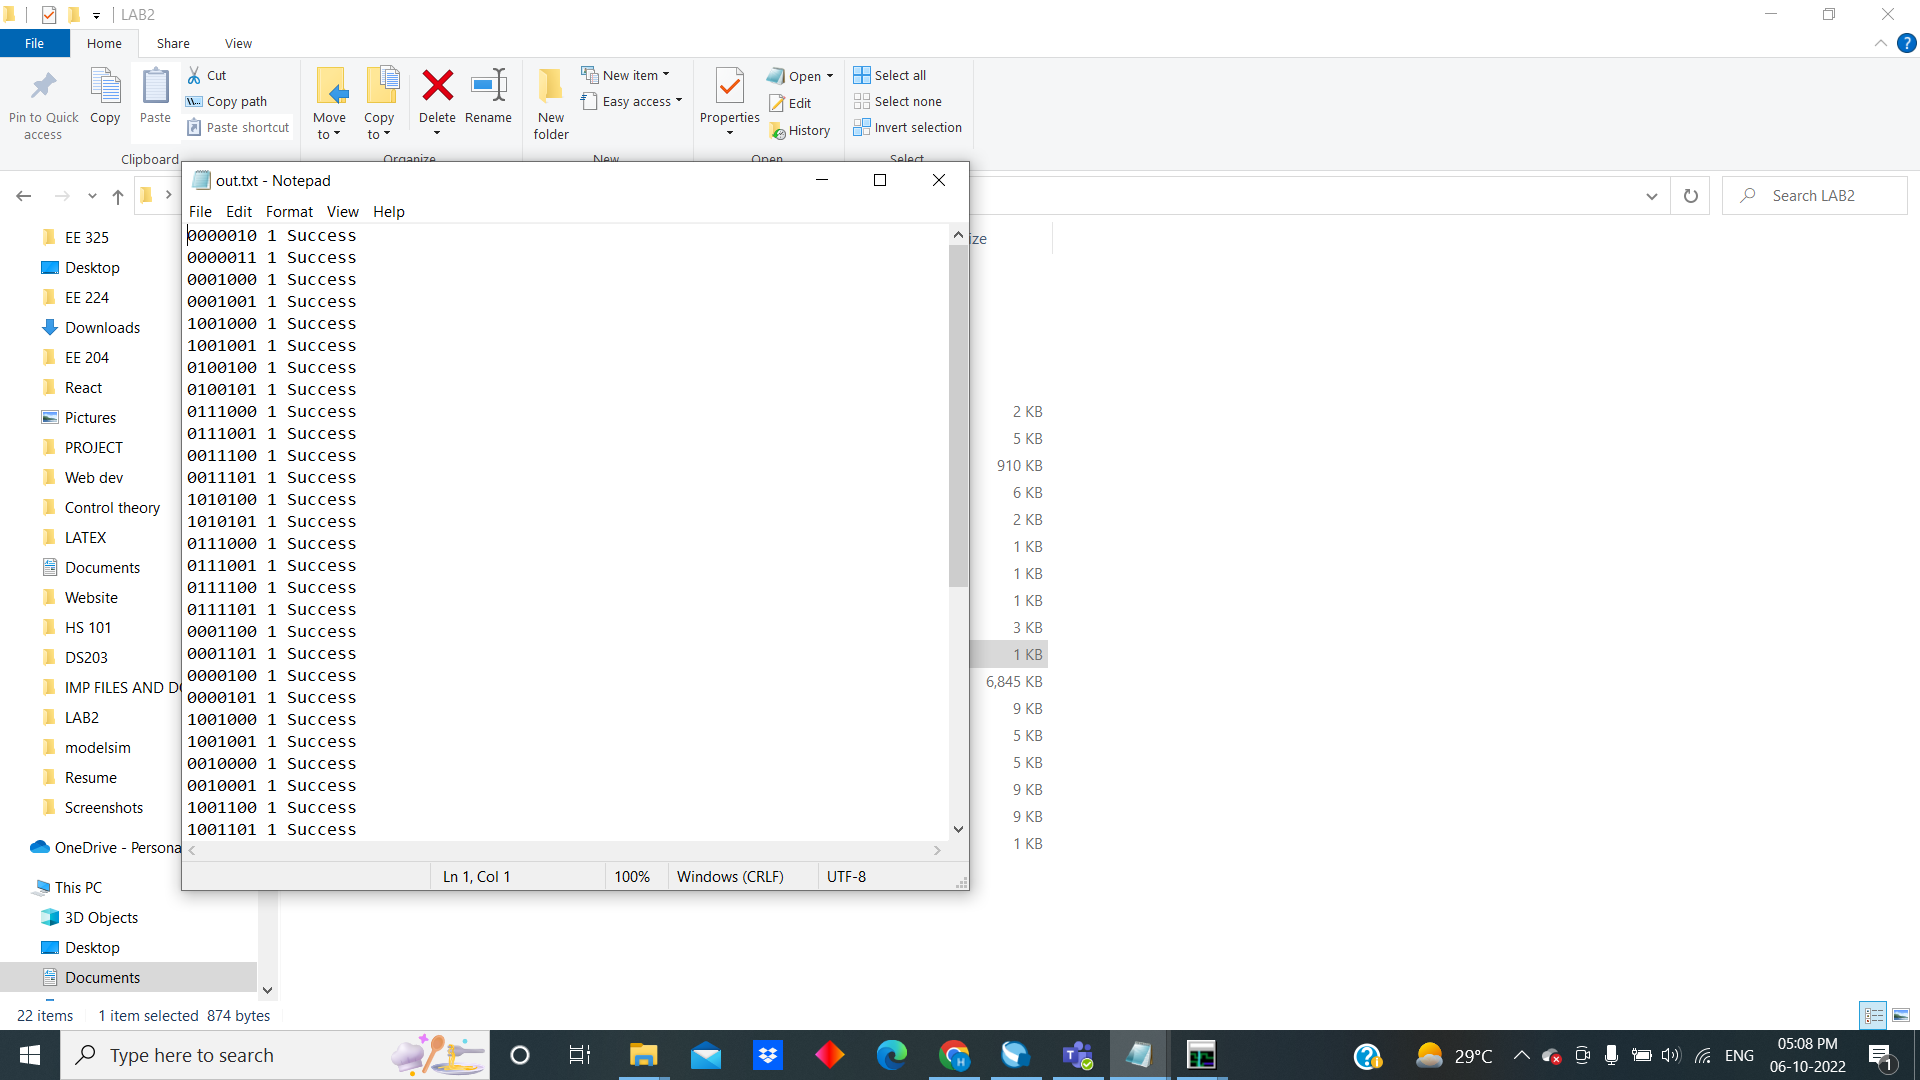 LAB2
File Home Share View
Pin to Quick access
Copy
Paste
Cut
Copy path
Paste shortcut
Clipboard
Move to
Copy to
Delete
Rename
Organize
New folder
New item
Easy access
New
Properties
Open
Edit
History
Open
Select all
Select none
Invert selection
Select
Search LAB2
ize
out.txt - Notepad
File Edit Format View Help
0000010 1 Success
0000011 1 Success
0001000 1 Success
0001001 1 Success
1001000 1 Success
1001001 1 Success
0100100 1 Success
0100101 1 Success
0111000 1 Success
0111001 1 Success
0011100 1 Success
0011101 1 Success
1010100 1 Success
1010101 1 Success
0111000 1 Success
0111001 1 Success
0111100 1 Success
0111101 1 Success
0001100 1 Success
0001101 1 Success
0000100 1 Success
0000101 1 Success
1001000 1 Success
1001001 1 Success
0010000 1 Success
0010001 1 Success
1001100 1 Success
1001101 1 Success
Ln 1, Col 1 100% Windows (CRLF) UTF-8
EE 325
Desktop
EE 224
Downloads
EE 204
React
Pictures
PROJECT
Web dev
Control theory
LATEX
Documents
Website
HS 101
DS203
IMP FILES AND DO
LAB2
modelsim
Resume
Screenshots
OneDrive - Persona
This PC
3D Objects
Desktop
Documents
2 KB
5 KB
910 KB
6 KB
2 KB
1 KB
1 KB
1 KB
3 KB
1 KB
6,845 KB
9 KB
5 KB
5 KB
9 KB
9 KB
1 KB
22 items 1 item selected 874 bytes
Type here to search
29°C
ENG
05:08 PM
06-10-2022
1